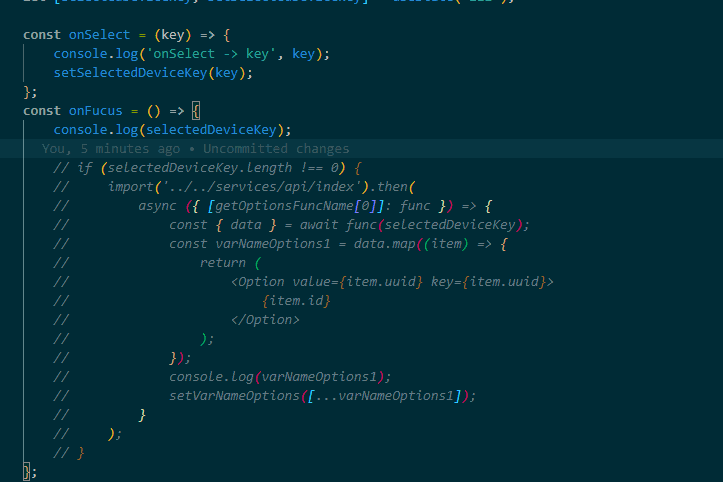 const onSelect = (key) => {
    console.log('onSelect -> key', key);
    setSelectedDeviceKey(key);
};
const onFucus = () => {
    console.log(selectedDeviceKey);
You, 5 minutes ago • Uncommitted changes
    // if (selectedDeviceKey.length !== 0) {
    //     import('../../services/api/index').then(
    //         async ({ [getOptionsFuncName[0]]: func }) => {
    //             const { data } = await func(selectedDeviceKey);
    //             const varNameOptions1 = data.map((item) => {
    //                 return (
    //                     <Option value={item.uuid} key={item.uuid}>
    //                         {item.id}
    //                     </Option>
    //                 );
    //             });
    //             console.log(varNameOptions1);
    //             setVarNameOptions([...varNameOptions1]);
    //         }
    //     );
    // }
};